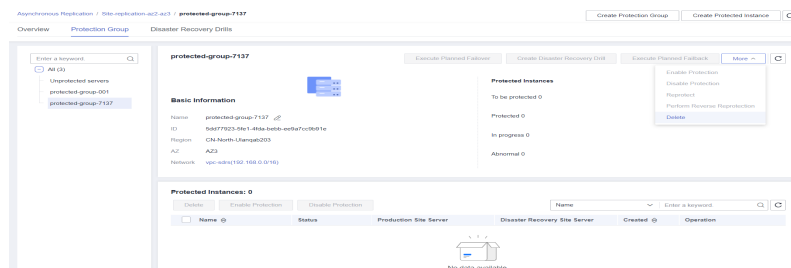 Asynchronous Replication / Site-replication-az2-az3 / protected-group-7137
Create Protection Group
Create Protected Instance
Overview
Protection Group
Disaster Recovery Drills
Enter a keyword.
All (3)
Unprotected servers
protected-group-001
protected-group-7137
protected-group-7137
Execute Planned Failover
Create Disaster Recovery Drill
Execute Planned Failback
More
Enable Protection
Disable Protection
Reprotect
Perform Reverse Reprotection
Delete
Basic Information
Name protected-group-7137
ID 5dd77923-5fe1-4fda-bebb-ee9a7cc9b01e
Region CN-North-Ulanqab203
AZ AZ3
Network vpc-sdrs(192.168.0.0/16)
Protected Instances
To be protected 0
Protected 0
In progress 0
Abnormal 0
Protected Instances: 0
Delete
Enable Protection
Disable Protection
Name
Enter a keyword.
Name Status Production Site Server Disaster Recovery Site Server Created Operation
No data available